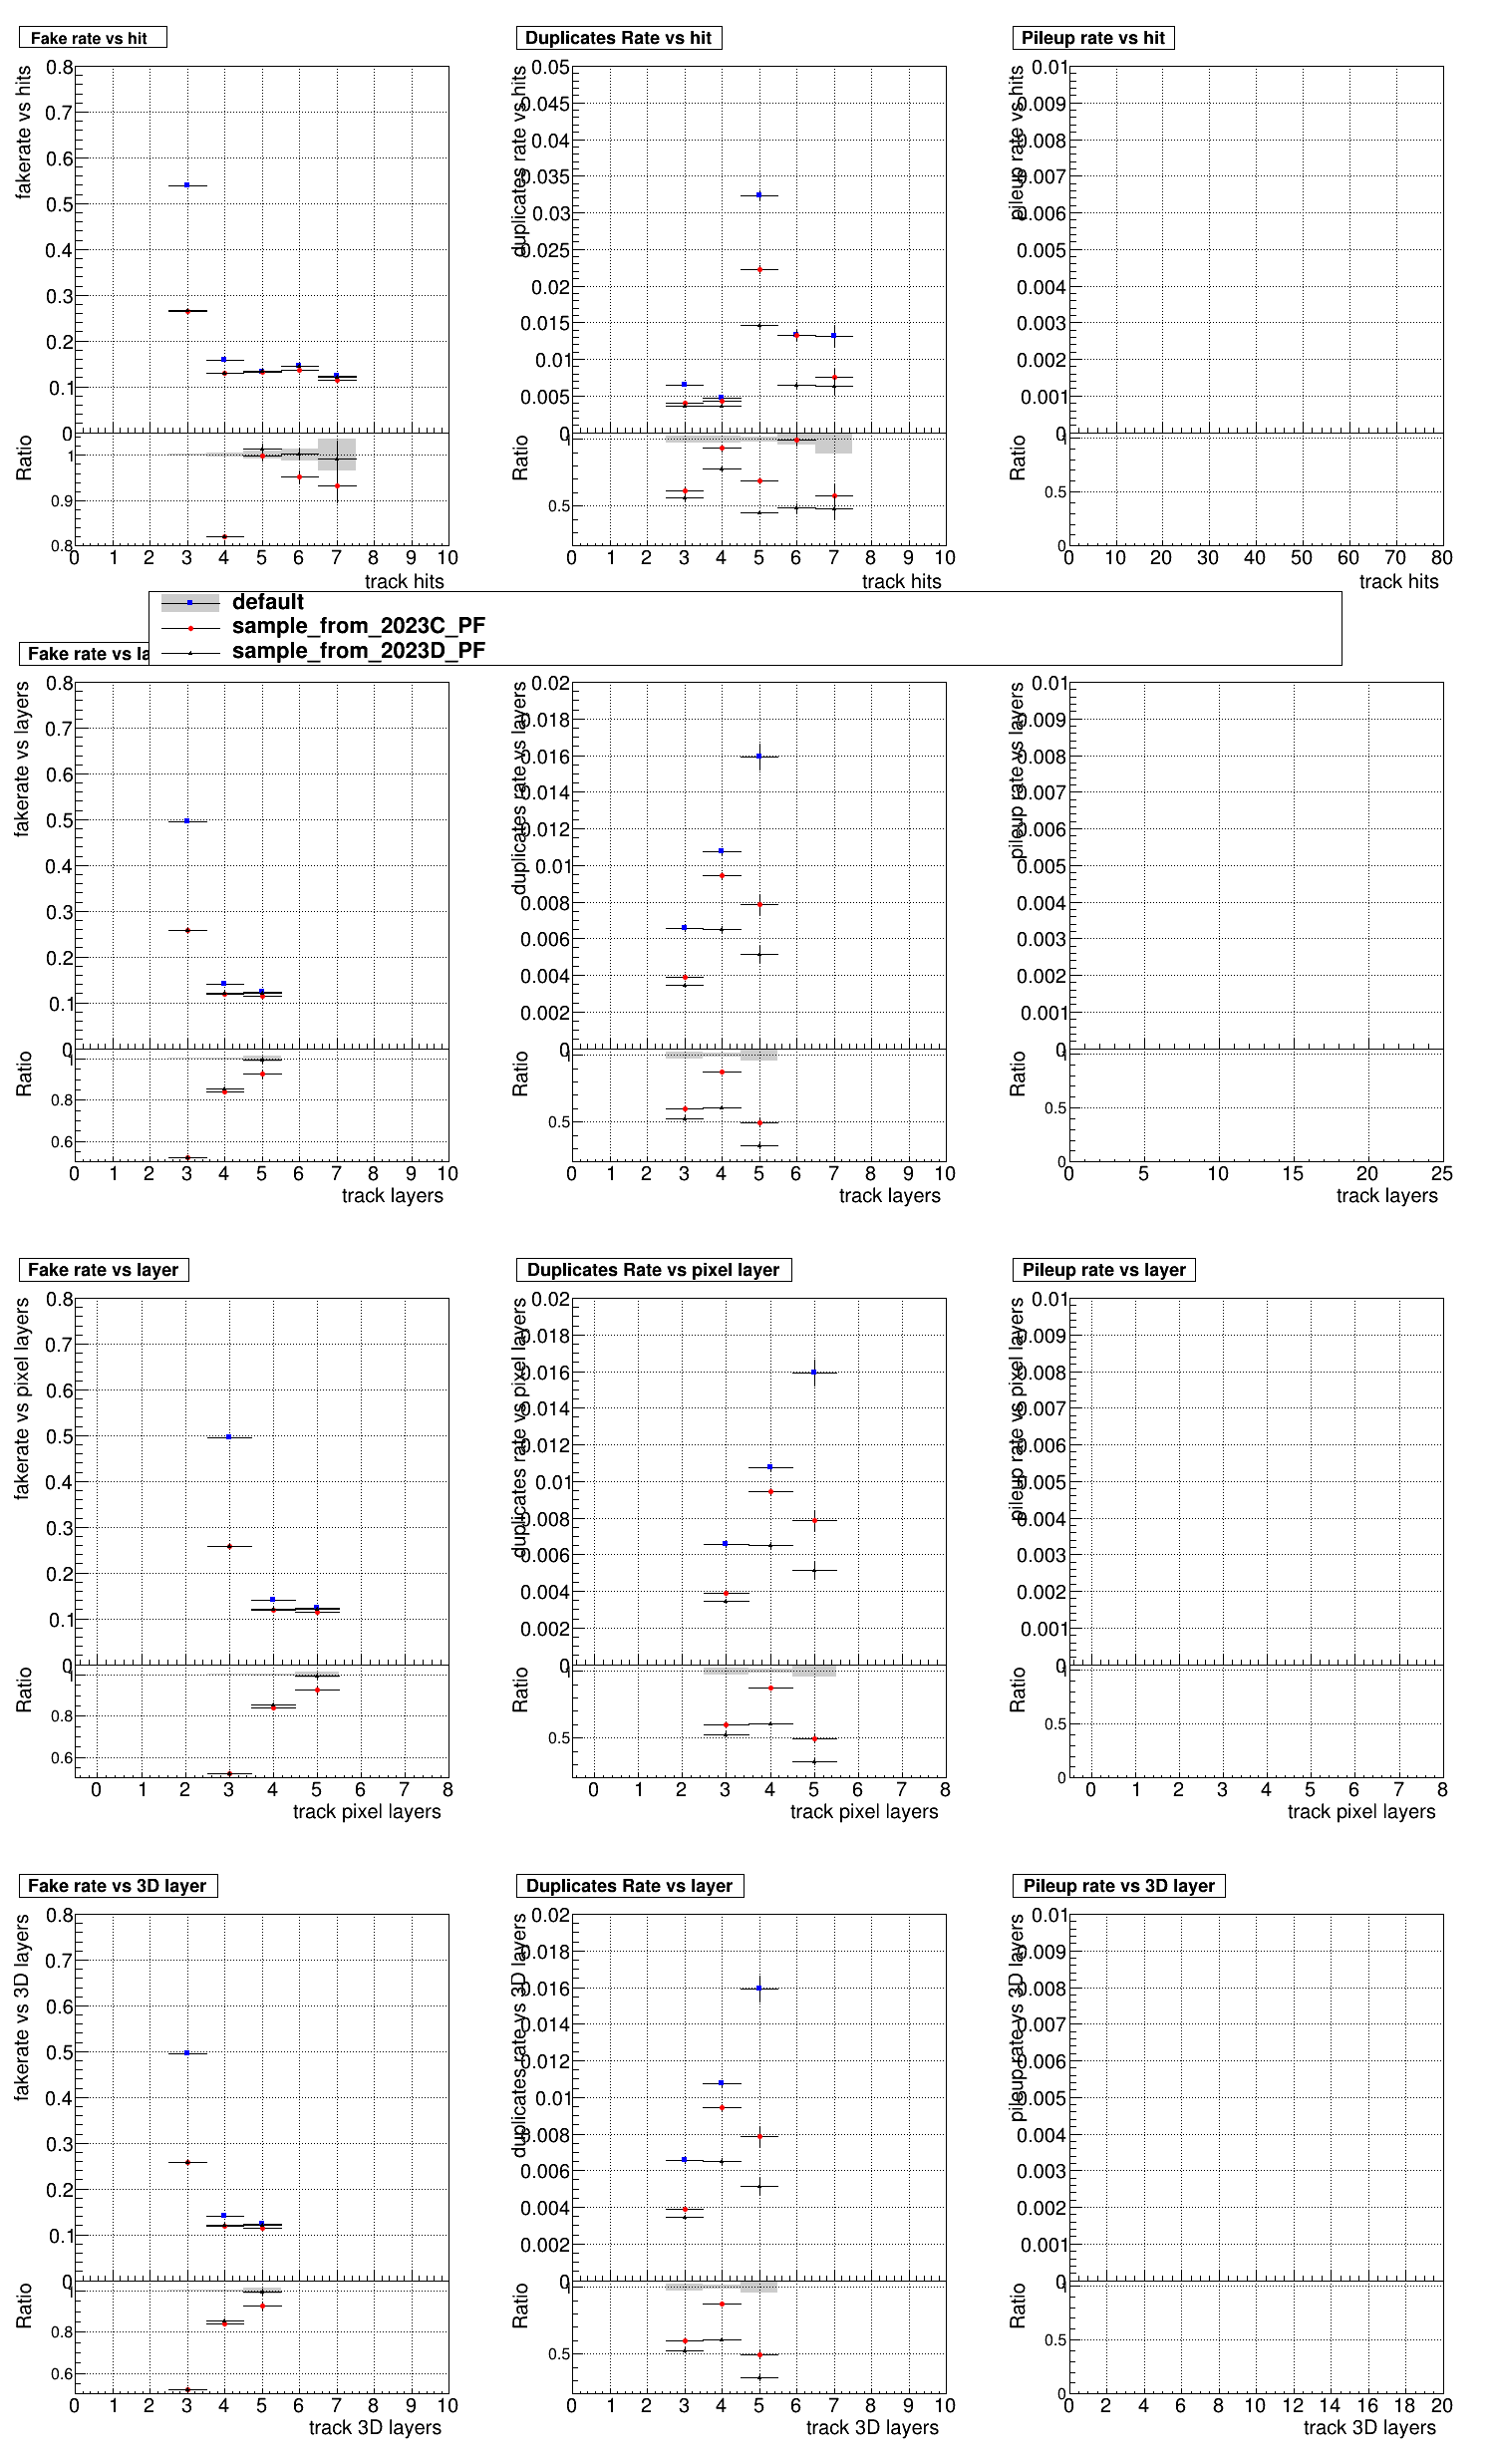 Fake rate vs hit
Duplicates Rate vs hit
Pileup rate vs hit
fakerate vs hits
0.8
0.7
0.6
0.5
0.4
0.3
0.2
0.1
0
Ratio
1
0.9
0.8
0 1 2 3 4 5 6 7 8 9 10
track hits
duplicates rate vs hits
0.05
0.045
0.04
0.035
0.03
0.025
0.02
0.015
0.01
0.005
0
Ratio
1
0.5
0 1 2 3 4 5 6 7 8 9 10
track hits
pileup rate vs hits
0.01
0.009
0.008
0.007
0.006
0.005
0.004
0.003
0.002
0.001
0
Ratio
1
0.5
0
0 10 20 30 40 50 60 70 80
track hits
default
sample_from_2023C_PF
sample_from_2023D_PF
Fake rate vs la
fakerate vs layers
0.8
0.7
0.6
0.5
0.4
0.3
0.2
0.1
0
Ratio
1
0.8
0.6
0 1 2 3 4 5 6 7 8 9 10
track layers
duplicates rate vs layers
0.02
0.018
0.016
0.014
0.012
0.01
0.008
0.006
0.004
0.002
0
Ratio
1
0.5
0 1 2 3 4 5 6 7 8 9 10
track layers
pileup rate vs layers
0.01
0.009
0.008
0.007
0.006
0.005
0.004
0.003
0.002
0.001
0
Ratio
1
0.5
0
0 5 10 15 20 25
track layers
Fake rate vs layer
Duplicates Rate vs pixel layer
Pileup rate vs layer
fakerate vs pixel layers
0.8
0.7
0.6
0.5
0.4
0.3
0.2
0.1
0
Ratio
1
0.8
0.6
0 1 2 3 4 5 6 7 8
track pixel layers
duplicates rate vs pixel layers
0.02
0.018
0.016
0.014
0.012
0.01
0.008
0.006
0.004
0.002
0
Ratio
1
0.5
0 1 2 3 4 5 6 7 8
track pixel layers
pileup rate vs pixel layers
0.01
0.009
0.008
0.007
0.006
0.005
0.004
0.003
0.002
0.001
0
Ratio
1
0.5
0
0 1 2 3 4 5 6 7 8
track pixel layers
Fake rate vs 3D layer
Duplicates Rate vs layer
Pileup rate vs 3D layer
fakerate vs 3D layers
0.8
0.7
0.6
0.5
0.4
0.3
0.2
0.1
0
Ratio
1
0.8
0.6
0 1 2 3 4 5 6 7 8 9 10
track 3D layers
duplicates rate vs 3D layers
0.02
0.018
0.016
0.014
0.012
0.01
0.008
0.006
0.004
0.002
0
Ratio
1
0.5
0 1 2 3 4 5 6 7 8 9 10
track 3D layers
pileup rate vs 3D layers
0.01
0.009
0.008
0.007
0.006
0.005
0.004
0.003
0.002
0.001
0
Ratio
1
0.5
0
0 2 4 6 8 10 12 14 16 18 20
track 3D layers